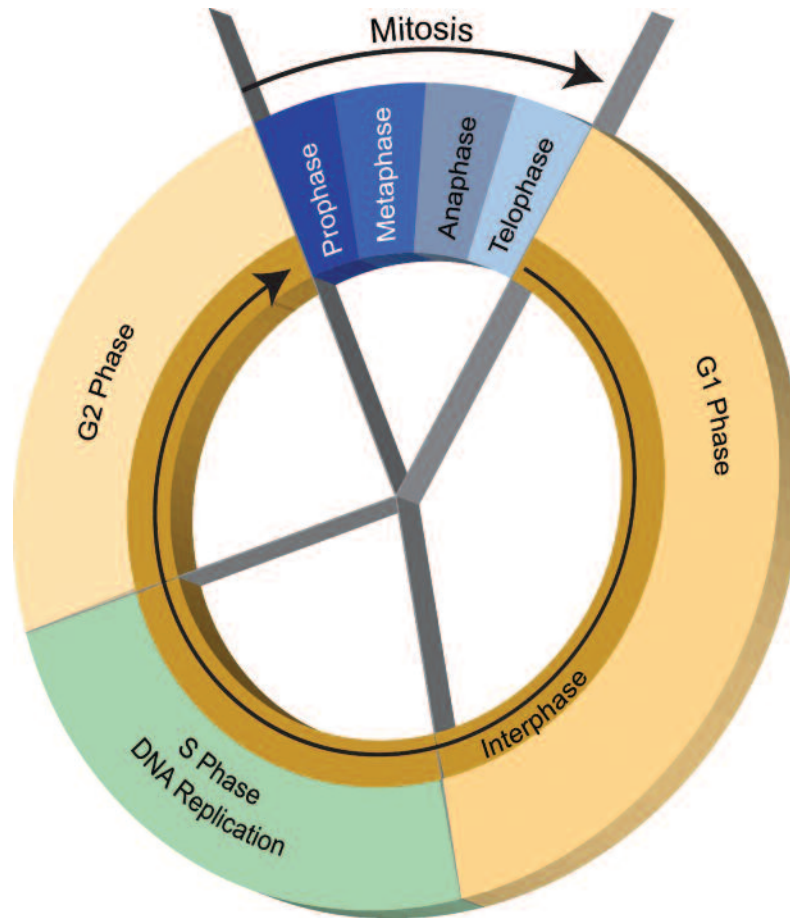 Mitosis
Prophase
Metaphase
Anaphase
Telophase
G1 Phase
Interphase
S Phase
DNA Replication
G2 Phase